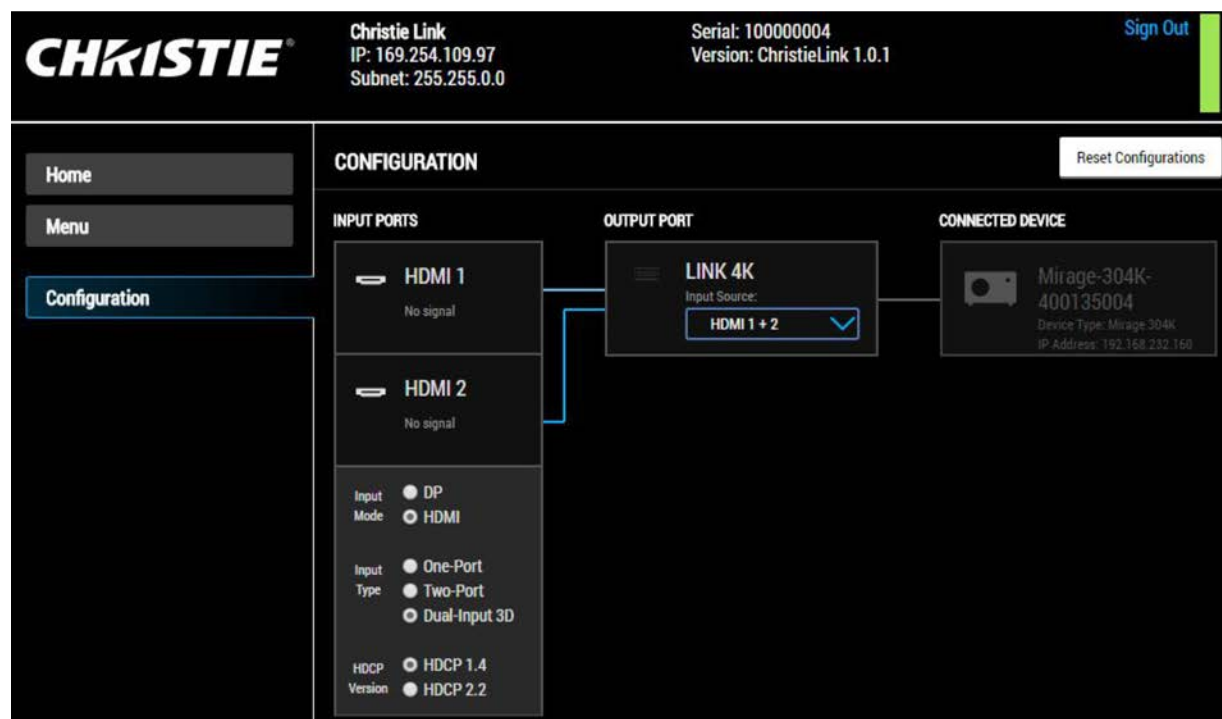 CHRISTIE®
Christie Link
IP: 169.254.109.97
Subnet: 255.255.0.0
Serial: 100000004
Version: ChristieLink 1.0.1
Sign Out
Home
Menu
Configuration
CONFIGURATION
Reset Configurations
INPUT PORTS
HDMI 1
No signal
HDMI 2
No signal
Input Mode
DP
HDMI
Input Type
One-Port
Two-Port
Dual-Input 3D
HDCP Version
HDCP 1.4
HDCP 2.2
OUTPUT PORT
LINK 4K
Input Source:
HDMI 1 + 2
CONNECTED DEVICE
Mirage-304K-
400135004
Device Type: Mirage 304K
IP Address: 192.168.232.160